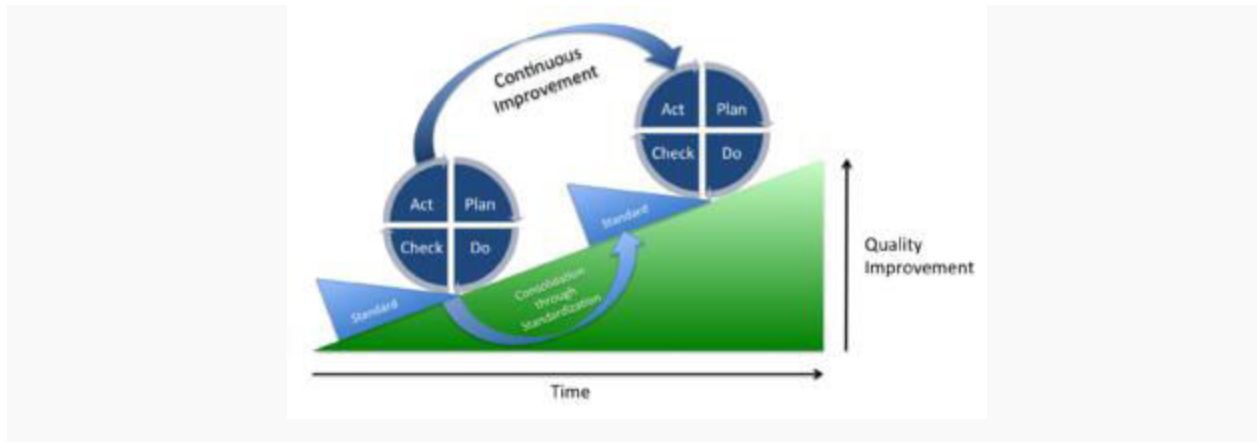 Continuous
Improvement
Act
Plan
Check
Do
Act
Plan
Check
Do
Standard
Standard
Consolidation
through
Standardization
Quality
Improvement
Time